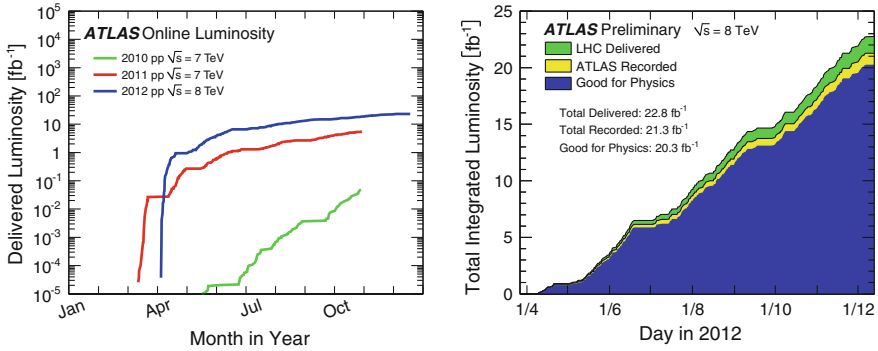 ATLAS Online Luminosity
2010 pp √s = 7 TeV
2011 pp √s = 7 TeV
2012 pp √s = 8 TeV
Delivered Luminosity [fb⁻¹]
10⁵
10⁴
10³
10²
10
1
10⁻¹
10⁻²
10⁻³
10⁻⁴
10⁻⁵
Jan
Apr
Jul
Oct
Month in Year
ATLAS Preliminary √s = 8 TeV
LHC Delivered
ATLAS Recorded
Good for Physics
Total Delivered: 22.8 fb⁻¹
Total Recorded: 21.3 fb⁻¹
Good for Physics: 20.3 fb⁻¹
Total Integrated Luminosity [fb⁻¹]
25
20
15
10
5
0
1/4
1/6
1/8
1/10
1/12
Day in 2012